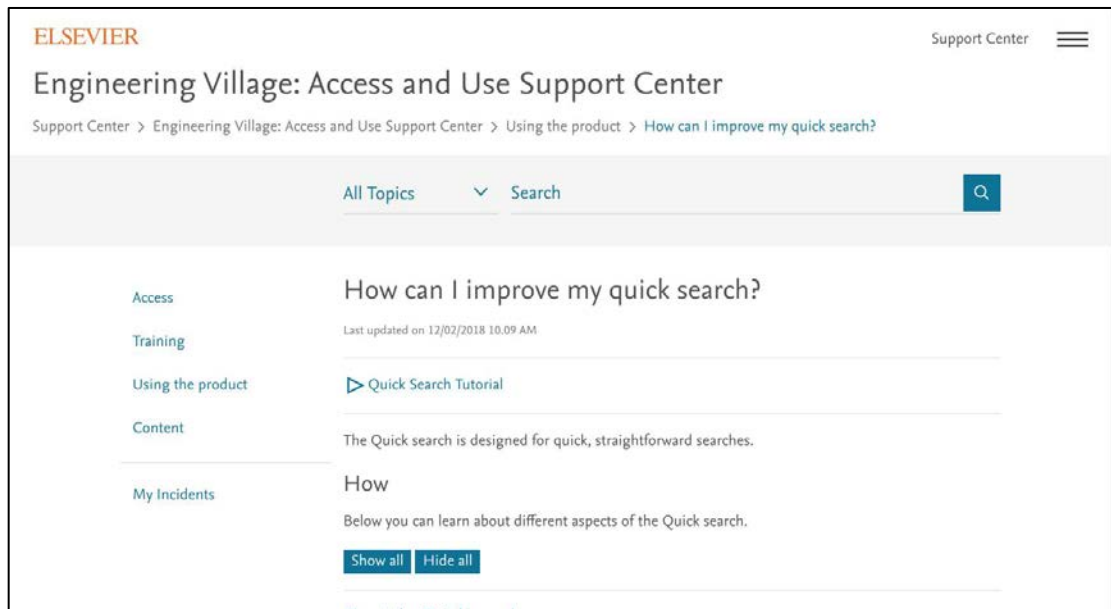 ELSEVIER
Support Center
Engineering Village: Access and Use Support Center
Support Center > Engineering Village: Access and Use Support Center > Using the product > How can I improve my quick search?
All Topics
Search
Access
Training
Using the product
Content
My Incidents
How can I improve my quick search?
Last updated on 12/02/2018 10.09 AM
Quick Search Tutorial
The Quick search is designed for quick, straightforward searches.
How
Below you can learn about different aspects of the Quick search.
Show all Hide all